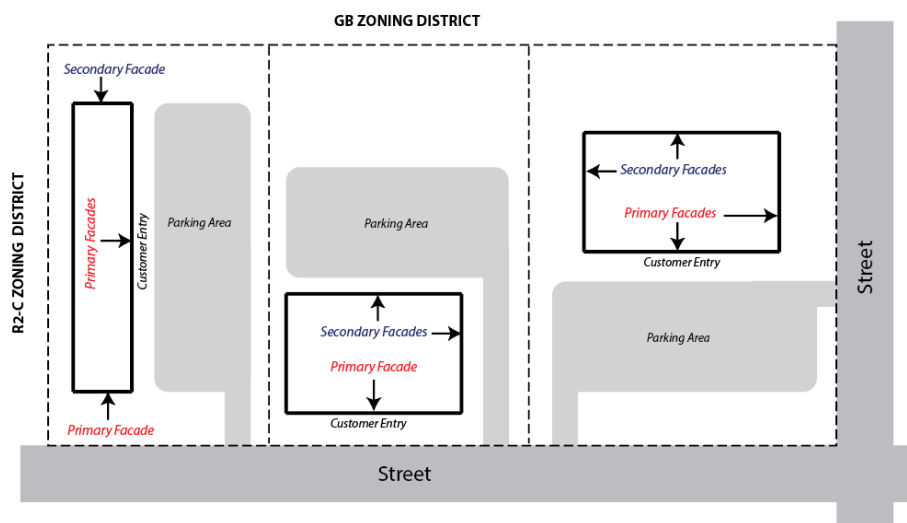 GB ZONING DISTRICT
R2-C ZONING DISTRICT
Secondary Facade
Primary Facades
Customer Entry
Parking Area
Primary Facade
Parking Area
Secondary Facades
Primary Facade
Customer Entry
Secondary Facades
Primary Facades
Customer Entry
Parking Area
Street
Street